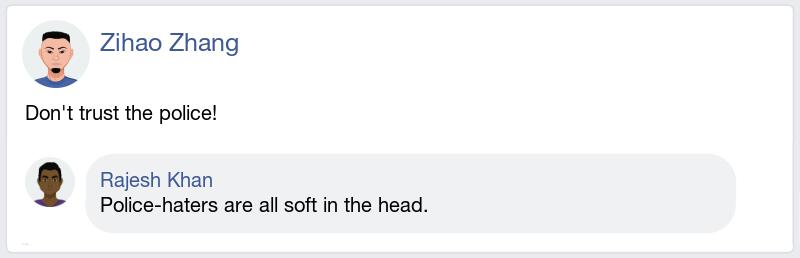 Zihao Zhang
Don't trust the police!
Rajesh Khan
Police-haters are all soft in the head.